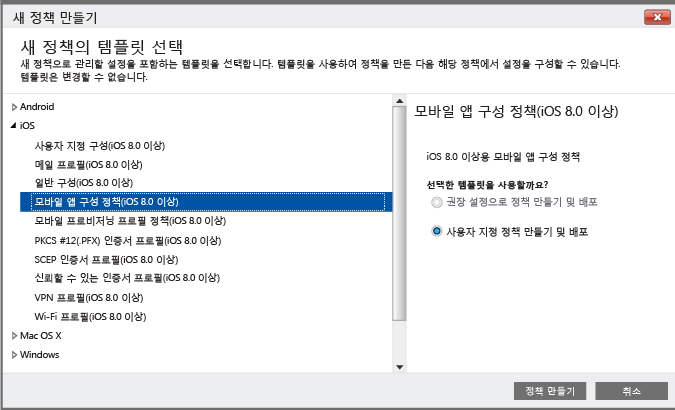 새 정책 만들기
새 정책의 템플릿 선택
새 정책으로 관리할 설정을 포함하는 템플릿을 선택합니다. 템플릿을 사용하여 정책을 만든 다음 해당 정책에서 설정을 구성할 수 있습니다.
템플릿은 변경할 수 없습니다.
Android
iOS
사용자 지정 구성(iOS 8.0 이상)
메일 프로필(iOS 8.0 이상)
일반 구성(iOS 8.0 이상)
모바일 앱 구성 정책(iOS 8.0 이상)
모바일 프로비저닝 프로필 정책(iOS 8.0 이상)
PKCS #12(.PFX) 인증서 프로필(iOS 8.0 이상)
SCEP 인증서 프로필(iOS 8.0 이상)
신뢰할 수 있는 인증서 프로필(iOS 8.0 이상)
VPN 프로필(iOS 8.0 이상)
Wi-Fi 프로필(iOS 8.0 이상)
Mac OS X
Windows
모바일 앱 구성 정책(iOS 8.0 이상)
iOS 8.0 이상용 모바일 앱 구성 정책
선택한 템플릿을 사용할까요?
권장 설정으로 정책 만들기 및 배포
사용자 지정 정책 만들기 및 배포
정책 만들기
취소